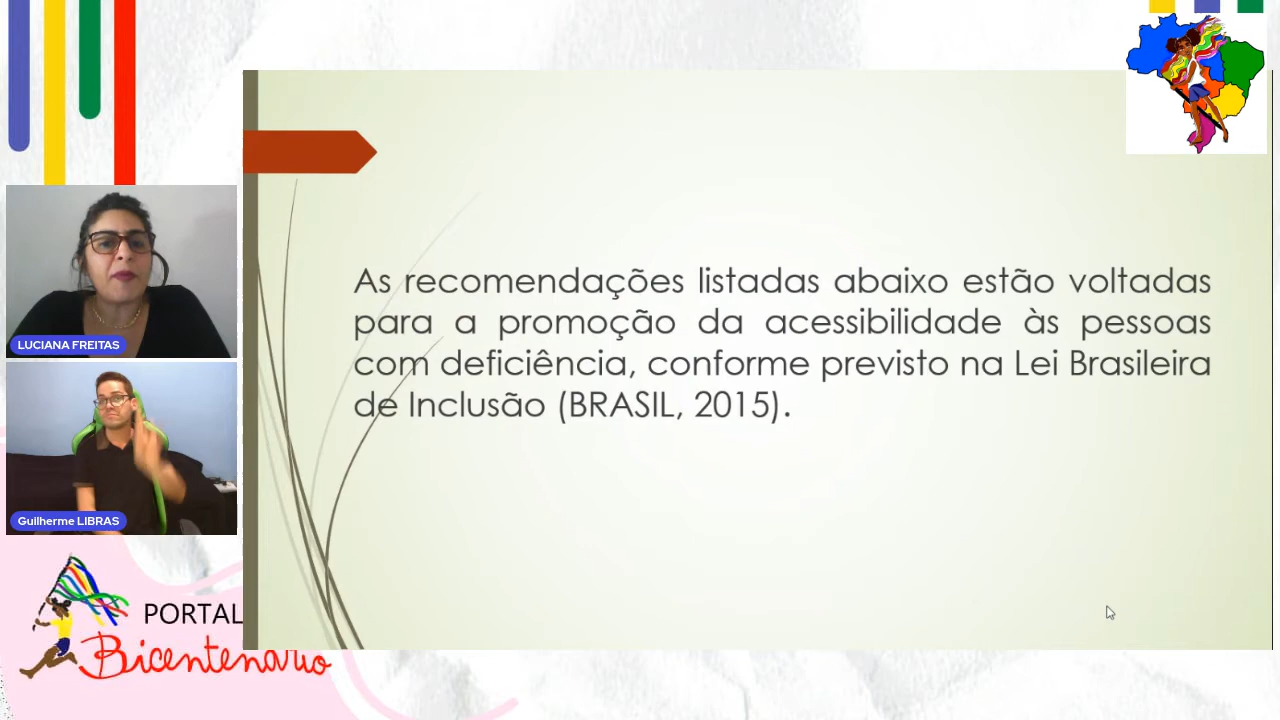 LUCIANA FREITAS
Guilherme LIBRAS
PORTAL
Bicentenário
As recomendações listadas abaixo estão voltadas
para a promoção da acessibilidade às pessoas
com deficiência, conforme previsto na Lei Brasileira
de Inclusão (BRASIL, 2015).